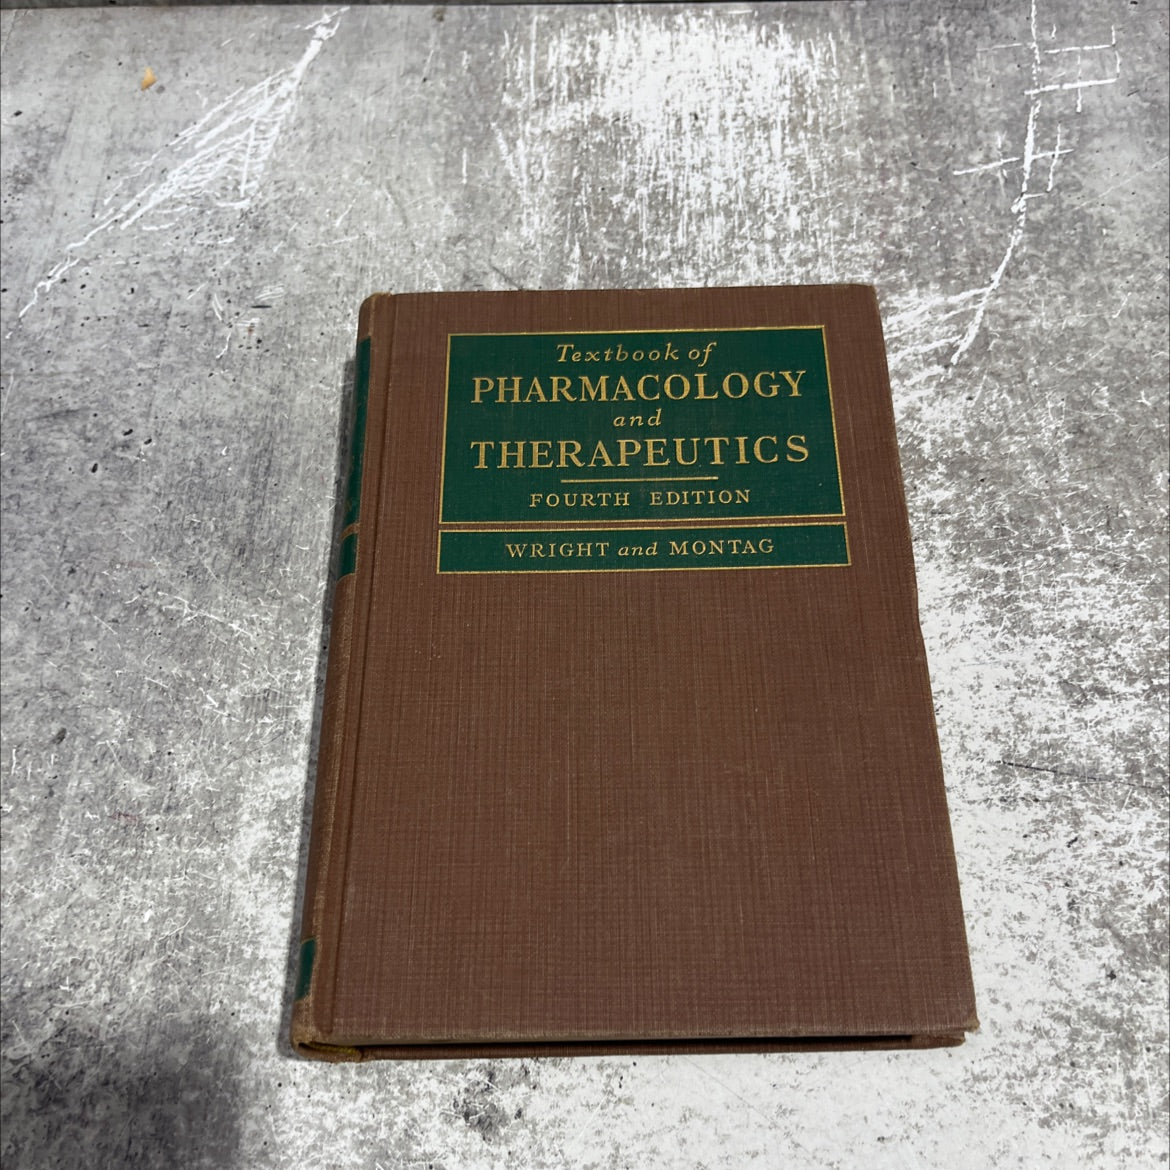 Textbook of
PHARMACOLOGY
and
THERAPEUTICS
FOURTH EDITION
WRIGHT and MONTAG